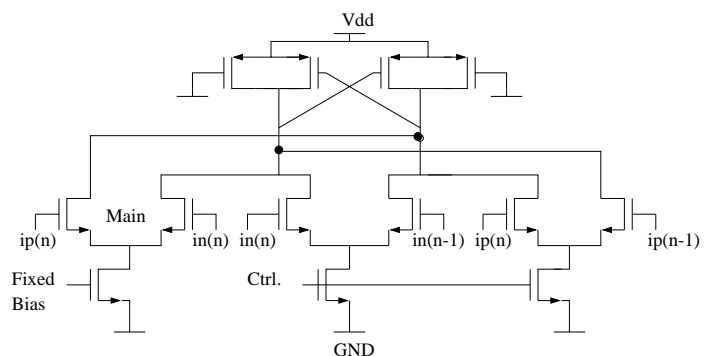 Vdd
Main
ip(n)
in(n)
in(n)
in(n-1)
ip(n)
ip(n-1)
Fixed
Bias
Ctrl.
GND